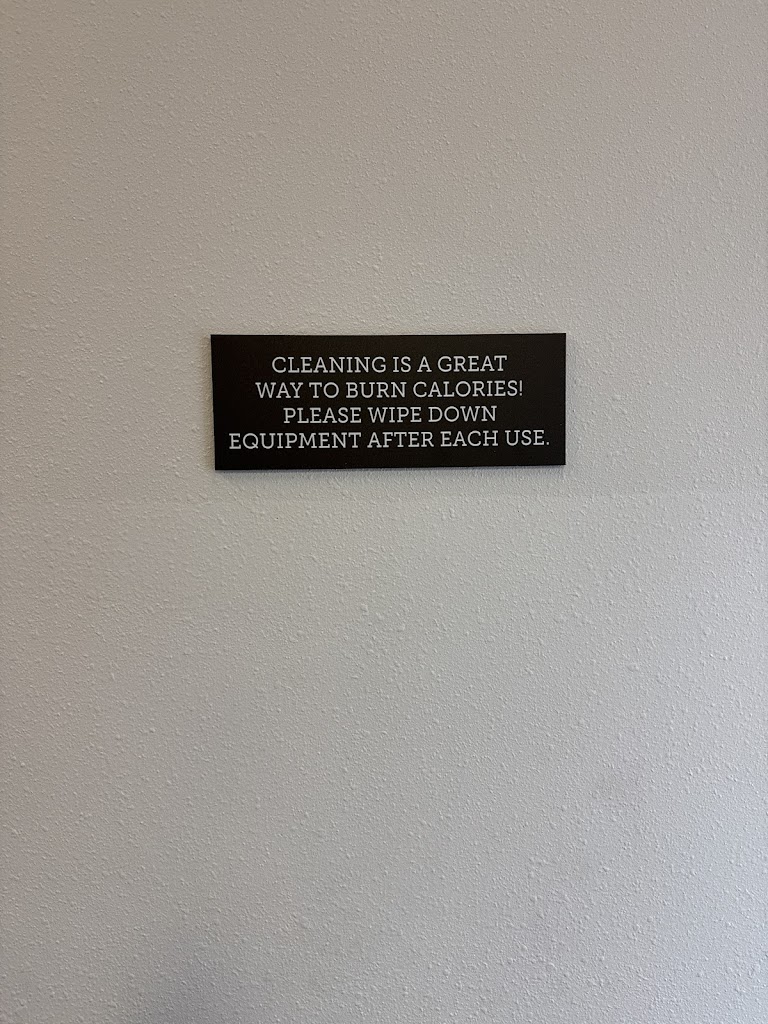 CLEANING IS A GREAT
WAY TO BURN CALORIES!
PLEASE WIPE DOWN
EQUIPMENT AFTER EACH USE.